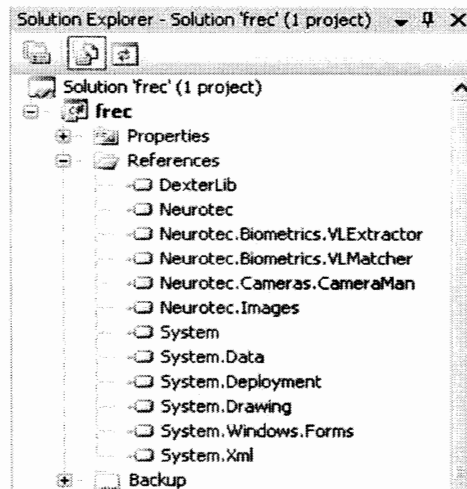 Solution Explorer - Solution 'frec' (1 project)
Solution 'frec' (1 project)
frec
Properties
References
DexterLib
Neurotec
Neurotec.Biometrics.VLExtractor
Neurotec.Biometrics.VLMatcher
Neurotec.Cameras.CameraMan
Neurotec.Images
System
System.Data
System.Deployment
System.Drawing
System.Windows.Forms
System.Xml
Backup